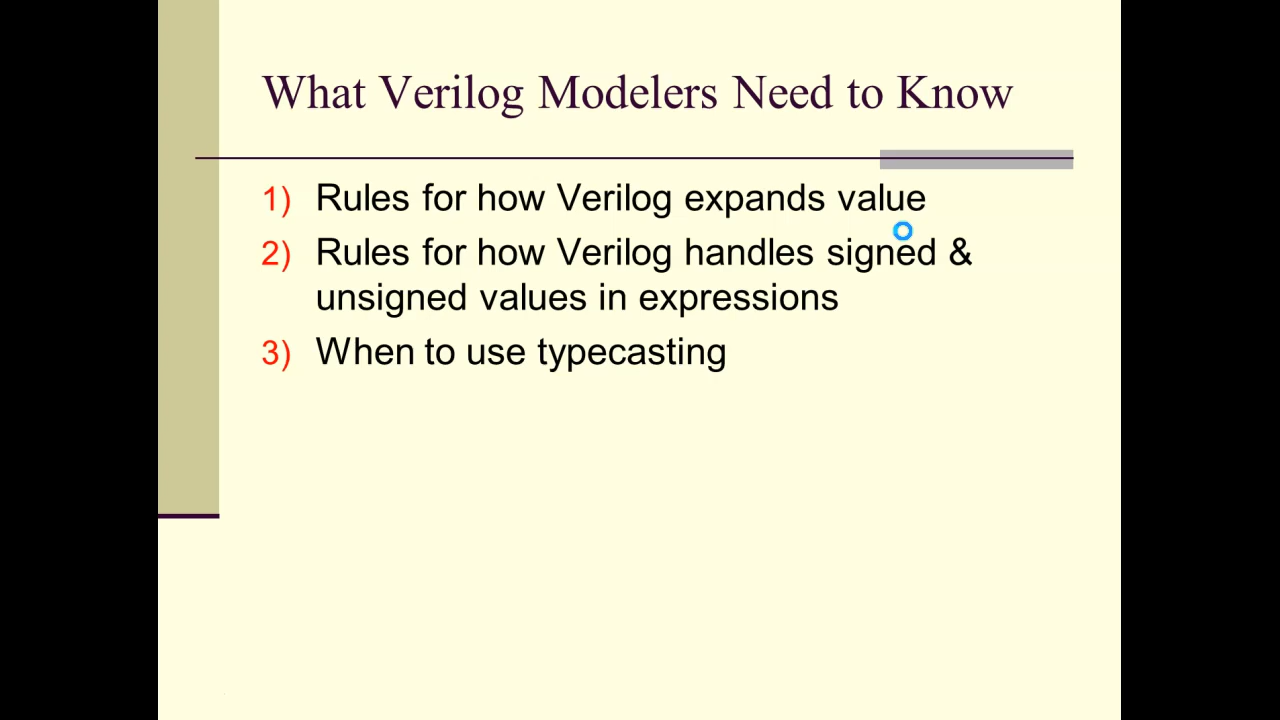 What Verilog Modelers Need to Know
1) Rules for how Verilog expands value
2) Rules for how Verilog handles signed &
unsigned values in expressions
3) When to use typecasting